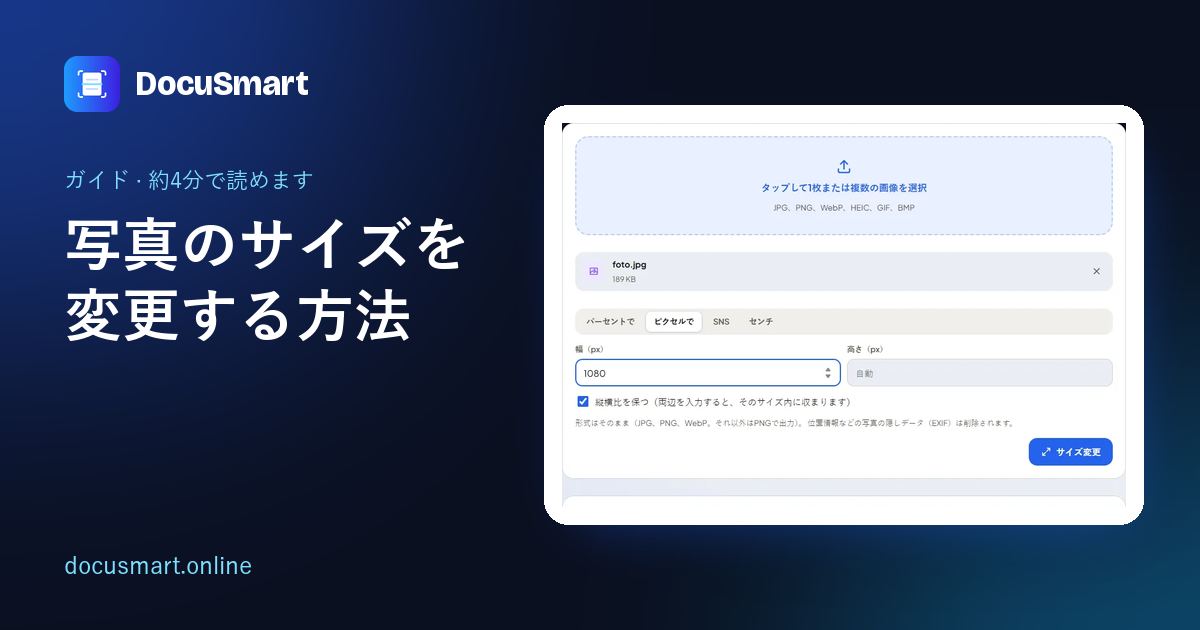 DocuSmart
ガイド · 約4分で読めます
写真のサイズを
変更する方法
docusmart.online
タップして1枚または複数の画像を選択
JPG、PNG、WebP、HEIC、GIF、BMP
foto.jpg
189 KB
パーセントで
ピクセルで
SNS
センチ
幅（px）
高さ（px）
1080
自動
縦横比を保つ（両辺を入力すると、そのサイズ内に収まります）
形式はそのまま（JPG、PNG、WebP。それ以外はPNGで出力）。 位置情報などの写真の隠しデータ（EXIF）は削除されます。
サイズ変更